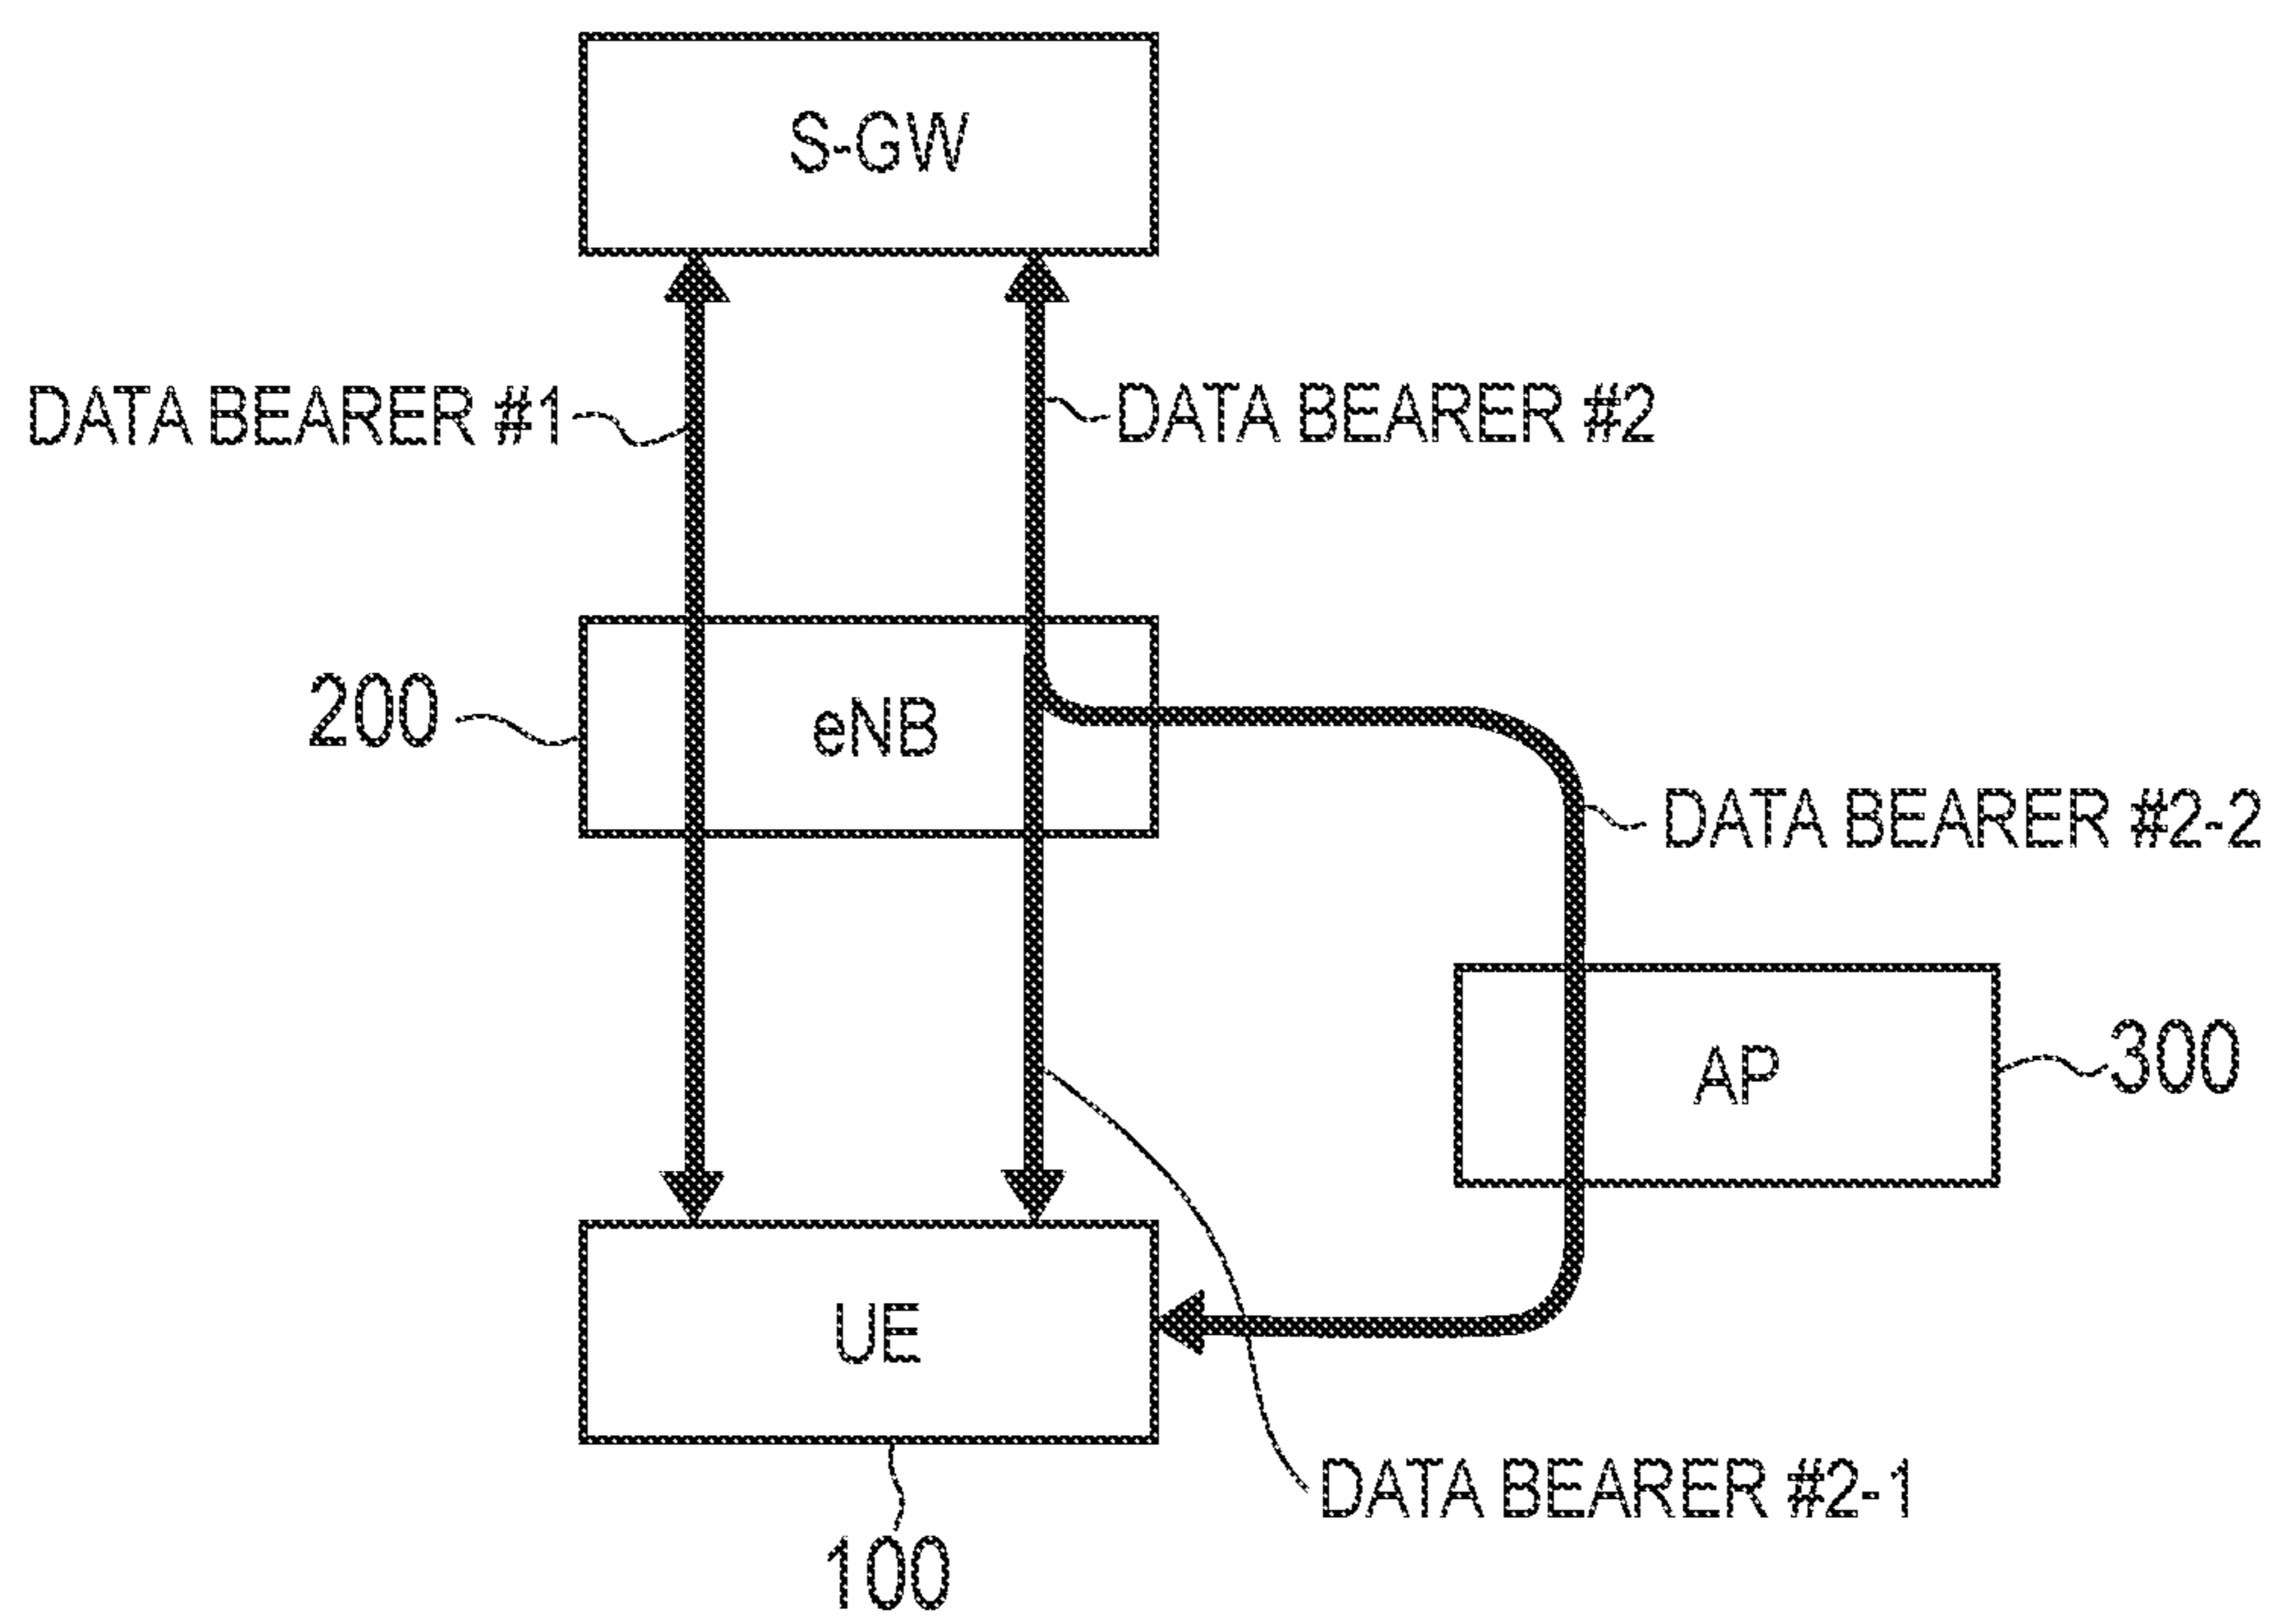 S-GW
DATA BEARER #1
DATA BEARER #2
200
eNB
DATA BEARER #2-2
AP
300
UE
DATA BEARER #2-1
100